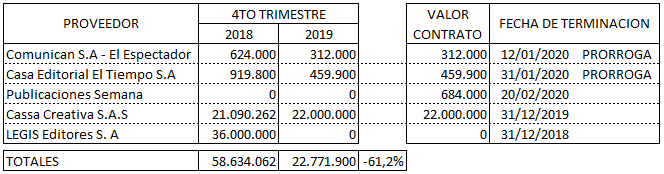 PROVEEDOR 4TO TRIMESTRE VALOR CONTRATO FECHA DE TERMINACION
2018 2019
Comunican S.A - El Espectador 624.000 312.000 312.000 12/01/2020 PRORROGA
Casa Editorial El Tiempo S.A 919.800 459.900 459.900 31/01/2020 PRORROGA
Publicaciones Semana 0 0 684.000 20/02/2020
Cassa Creativa S.A.S 21.090.262 22.000.000 22.000.000 31/12/2019
LEGIS Editores S. A 36.000.000 0 0 31/12/2018
TOTALES 58.634.062 22.771.900 -61,2%